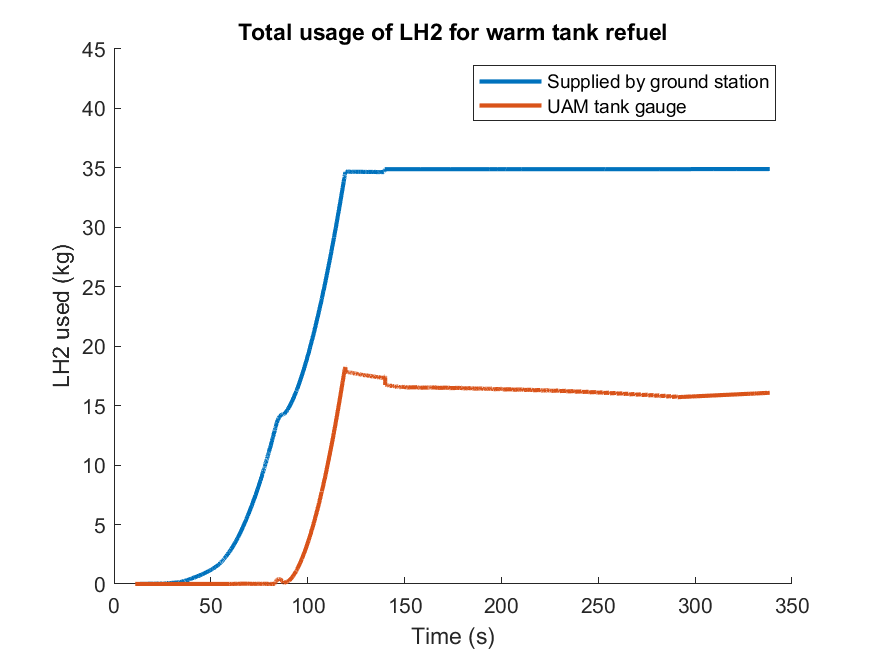 Total usage of LH2 for warm tank refuel
45
40
35
30
25
20
15
10
5
0
LH2 used (kg)
Supplied by ground station
UAM tank gauge
0 50 100 150 200 250 300 350
Time (s)